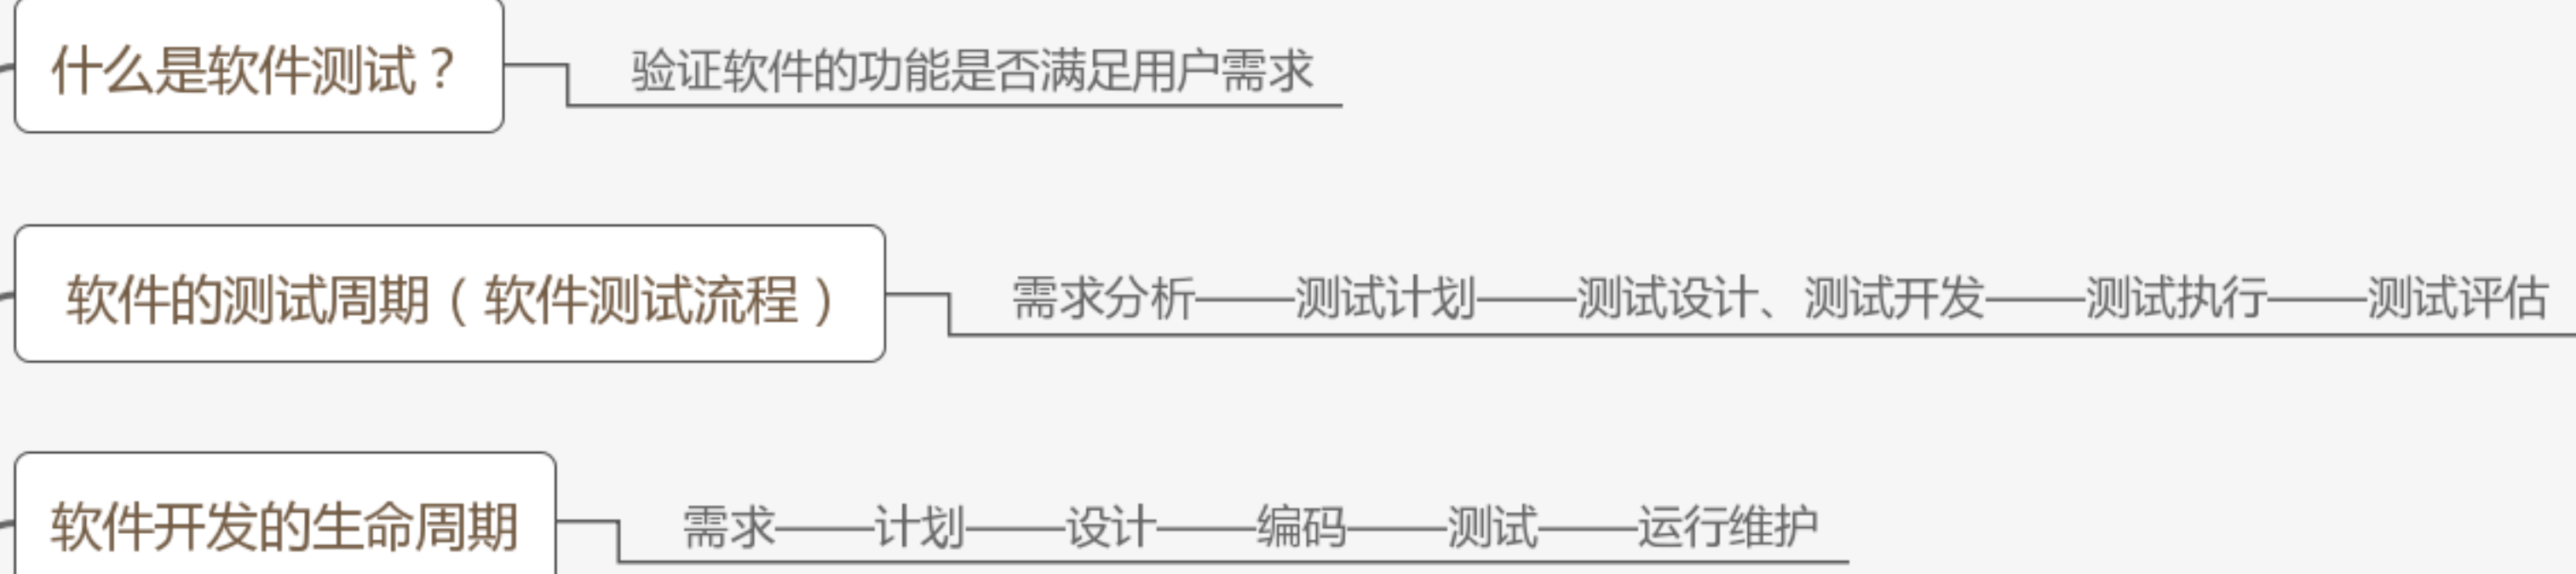 什么是软件测试？ 验证软件的功能是否满足用户需求
软件的测试周期（软件测试流程） 需求分析——测试计划——测试设计、测试开发——测试执行——测试评估
软件开发的生命周期 需求——计划——设计——编码——测试——运行维护